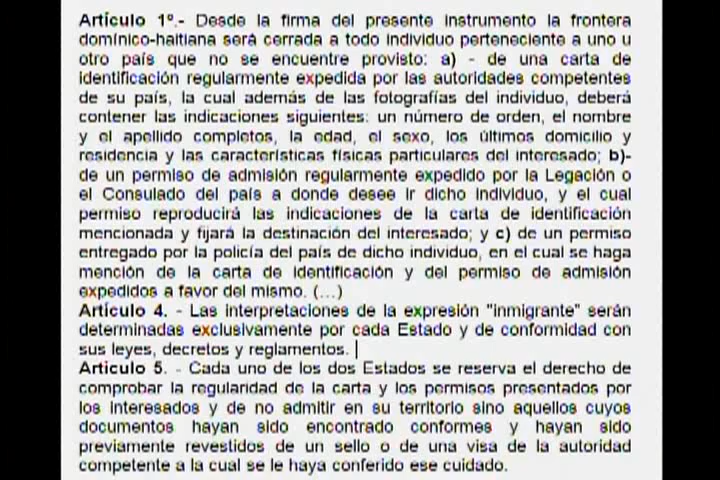 Artículo 1º.- Desde la firma del presente instrumento la frontera
domínico-haitiana será cerrada a todo individuo perteneciente a uno u
otro país que no se encuentre provisto: a) - de una carta de
identificación regularmente expedida por las autoridades competentes
de su país, la cual además de las fotografías del individuo, deberá
contener las indicaciones siguientes: un número de orden, el nombre
y el apellido completos, la edad, el sexo, los últimos domicilio y
residencia y las características físicas particulares del interesado; b)-
de un permiso de admisión regularmente expedido por la Legación o
el Consulado del país a donde desee ir dicho individuo, y el cual
permiso reproducirá las indicaciones de la carta de identificación
mencionada y fijará la destinación del interesado; y c) de un permiso
entregado por la policía del país de dicho individuo, en el cual se haga
mención de la carta de identificación y del permiso de admisión
expedidos a favor del mismo. (...)
Artículo 4. - Las interpretaciones de la expresión "inmigrante" serán
determinadas exclusivamente por cada Estado y de conformidad con
sus leyes, decretos y reglamentos.
Artículo 5. - Cada uno de los dos Estados se reserva el derecho de
comprobar la regularidad de la carta y los permisos presentados por
los interesados y de no admitir en su territorio sino aquellos cuyos
documentos hayan sido encontrado conformes y hayan sido
previamente revestidos de un sello o de una visa de la autoridad
competente a la cual se le haya conferido ese cuidado.